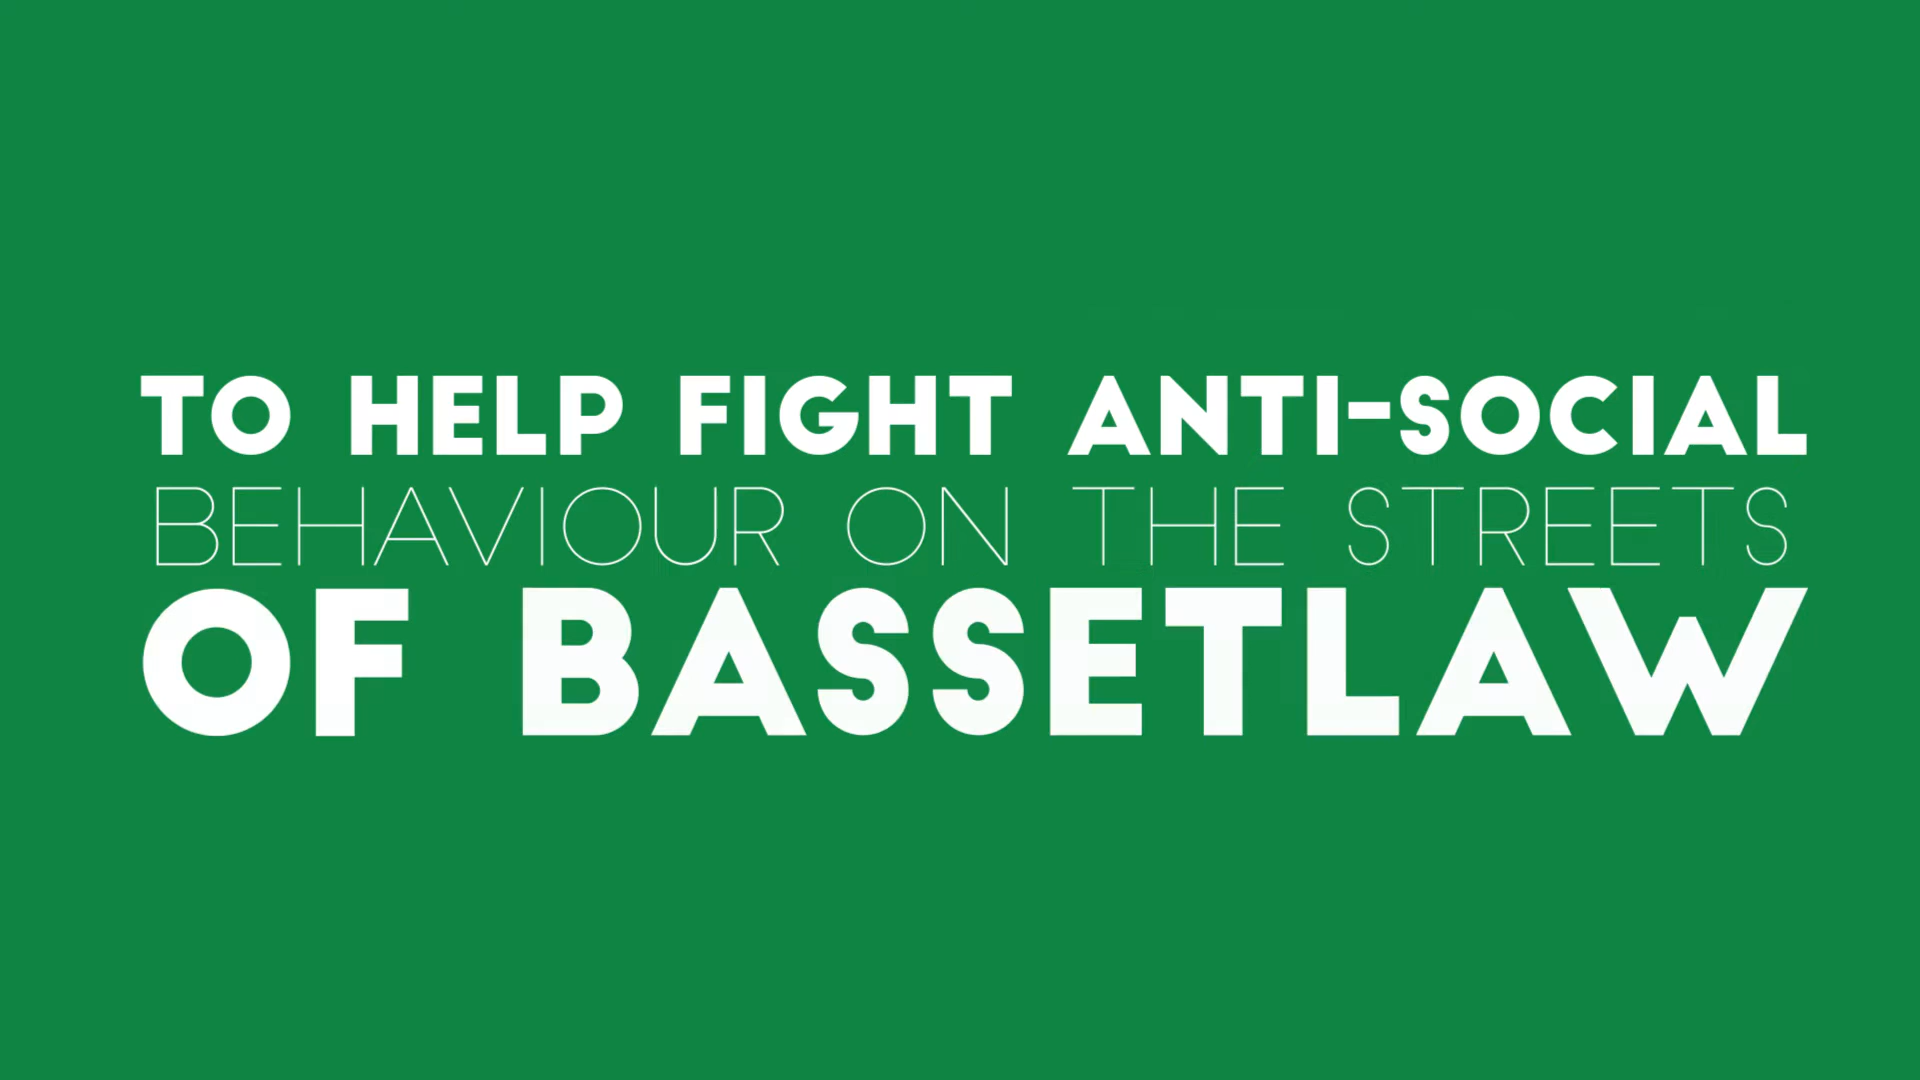 TO HELP FIGHT ANTI-SOCIAL
BEHAVIOUR ON THE STREETS
OF BASSETLAW